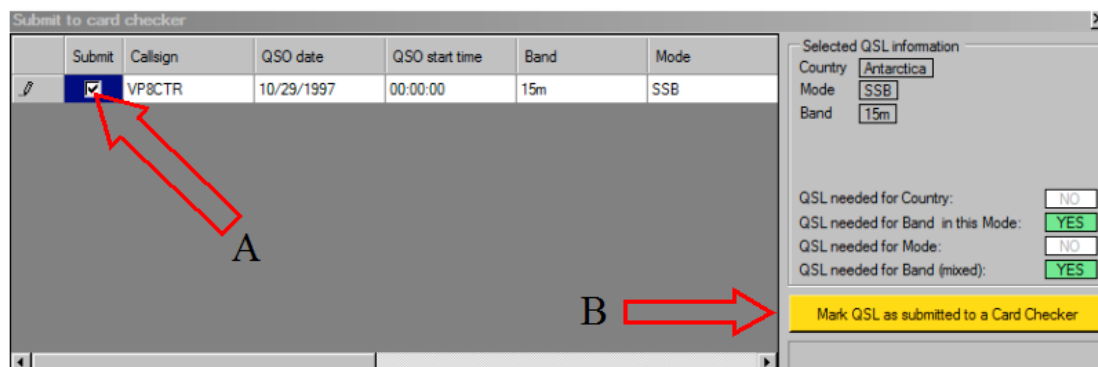 Submit to card checker
Submit Callsign QSO date QSO start time Band Mode
VP8CTR 10/29/1997 00:00:00 15m SSB
A
B
Selected QSL information
Country Antarctica
Mode SSB
Band 15m
QSL needed for Country: NO
QSL needed for Band in this Mode: YES
QSL needed for Mode: NO
QSL needed for Band (mixed): YES
Mark QSL as submitted to a Card Checker